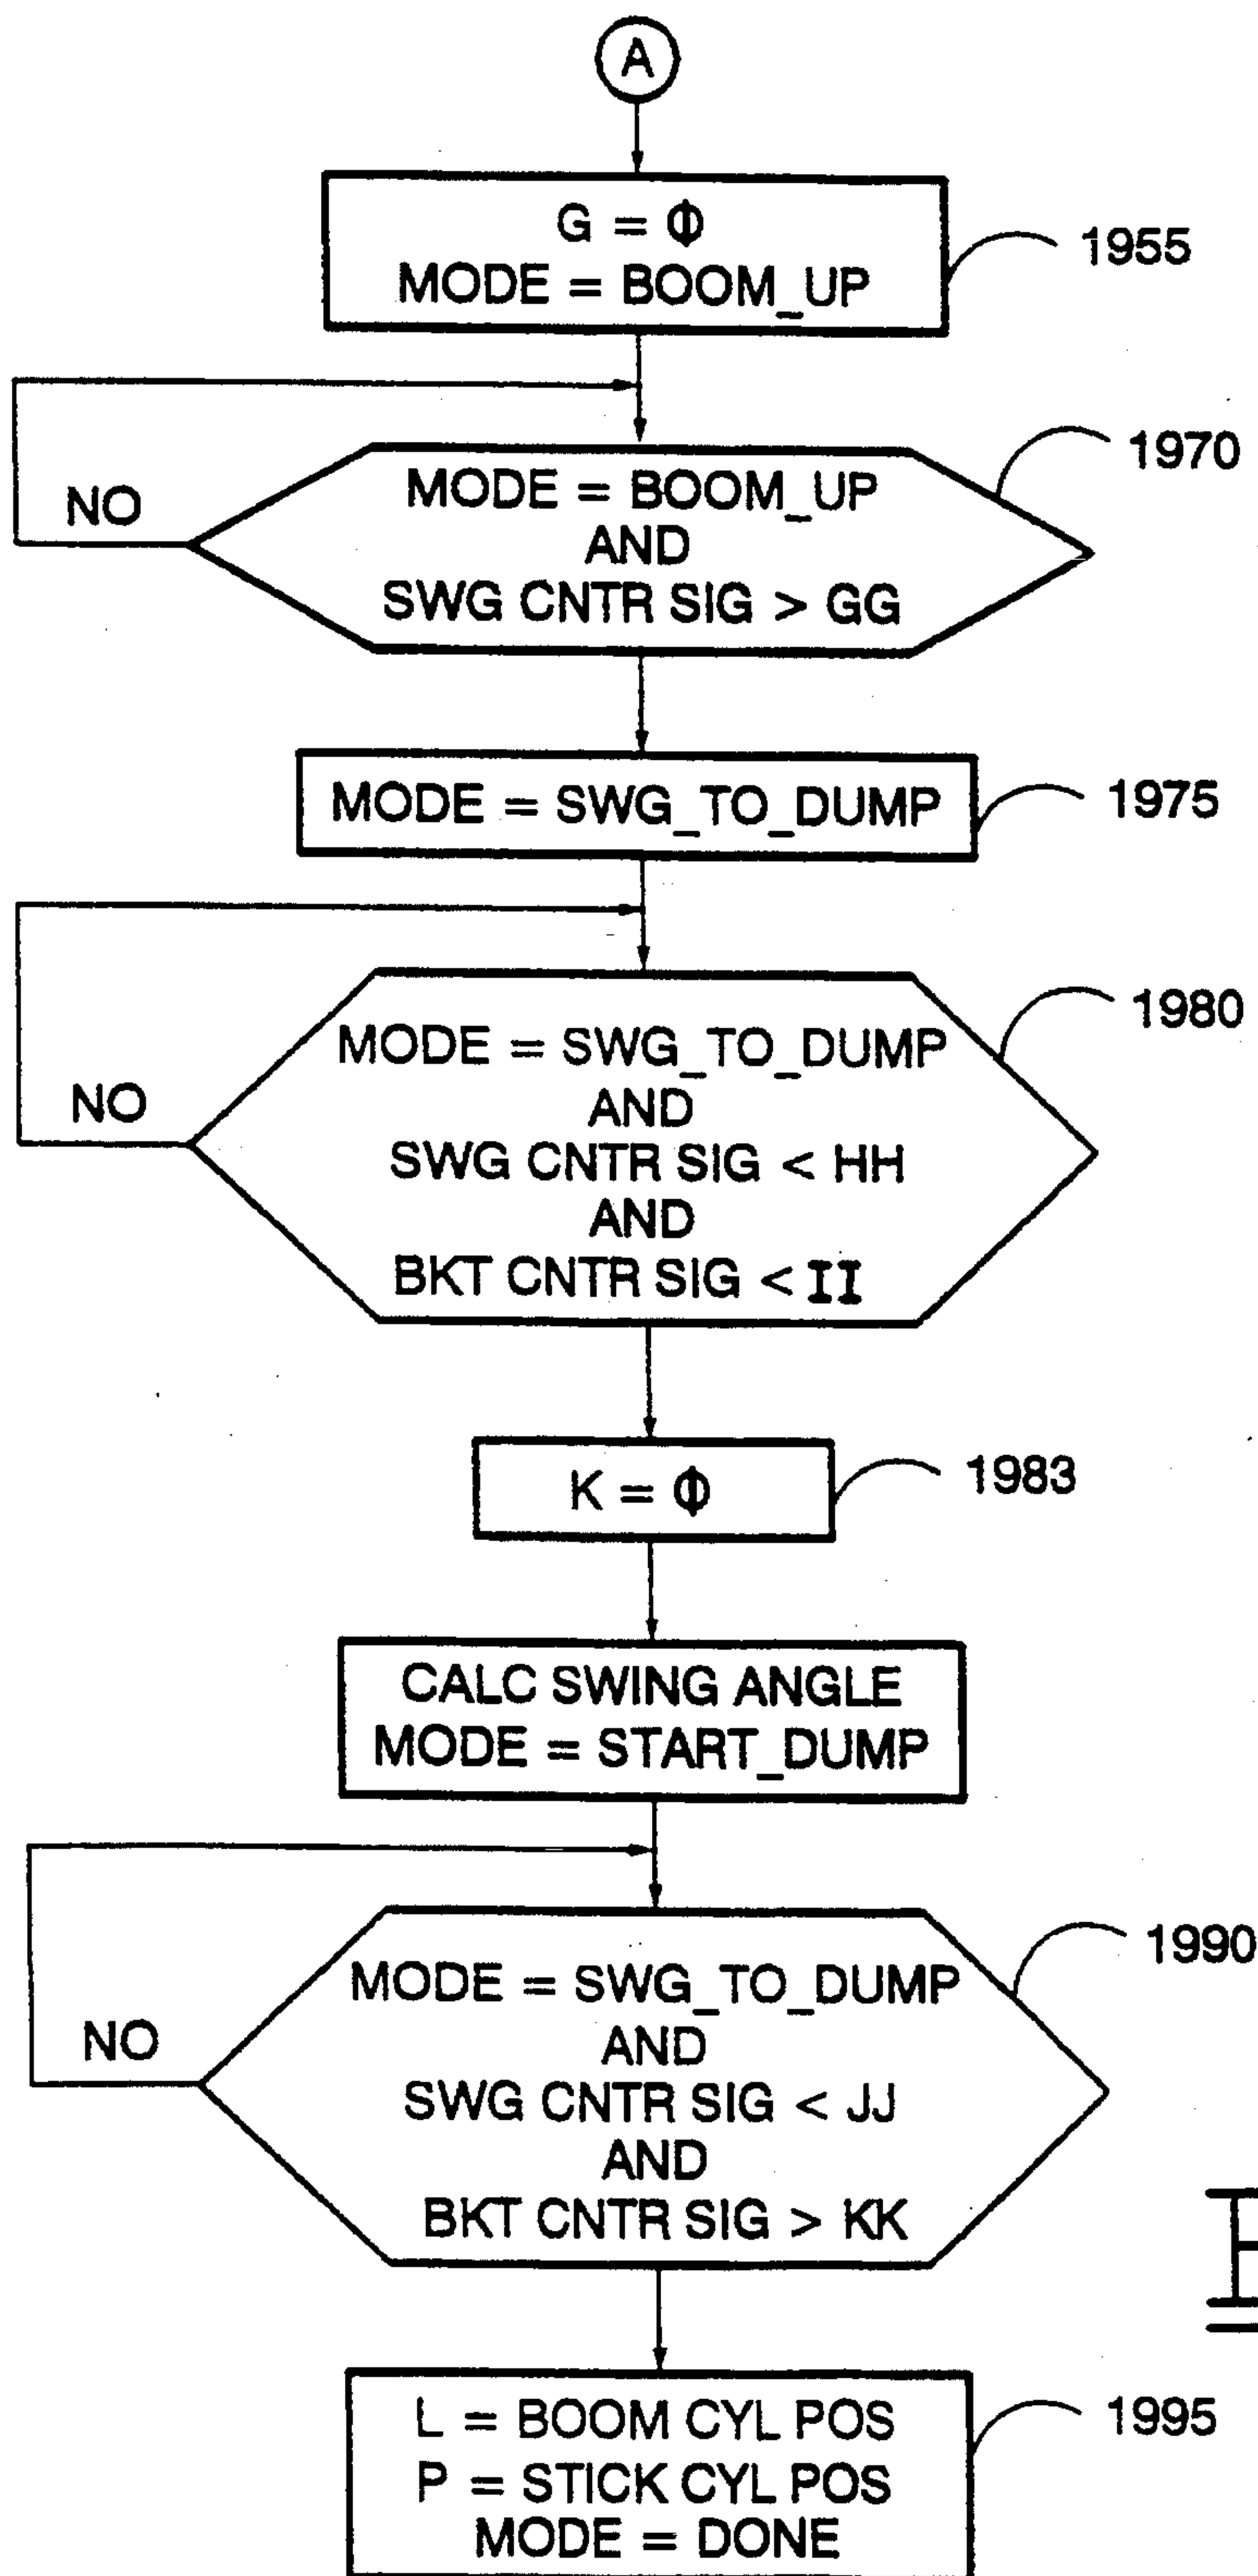 A
G = Φ
MODE = BOOM_UP
1955
1970
MODE = BOOM_UP
AND
SWG CNTR SIG > GG
NO
MODE = SWG_TO_DUMP
1975
1980
MODE = SWG_TO_DUMP
AND
SWG CNTR SIG < HH
AND
BKT CNTR SIG < II
NO
K = Φ
1983
CALC SWING ANGLE
MODE = START_DUMP
1990
MODE = SWG_TO_DUMP
AND
SWG CNTR SIG < JJ
AND
BKT CNTR SIG > KK
NO
L = BOOM CYL POS
P = STICK CYL POS
MODE = DONE
1995